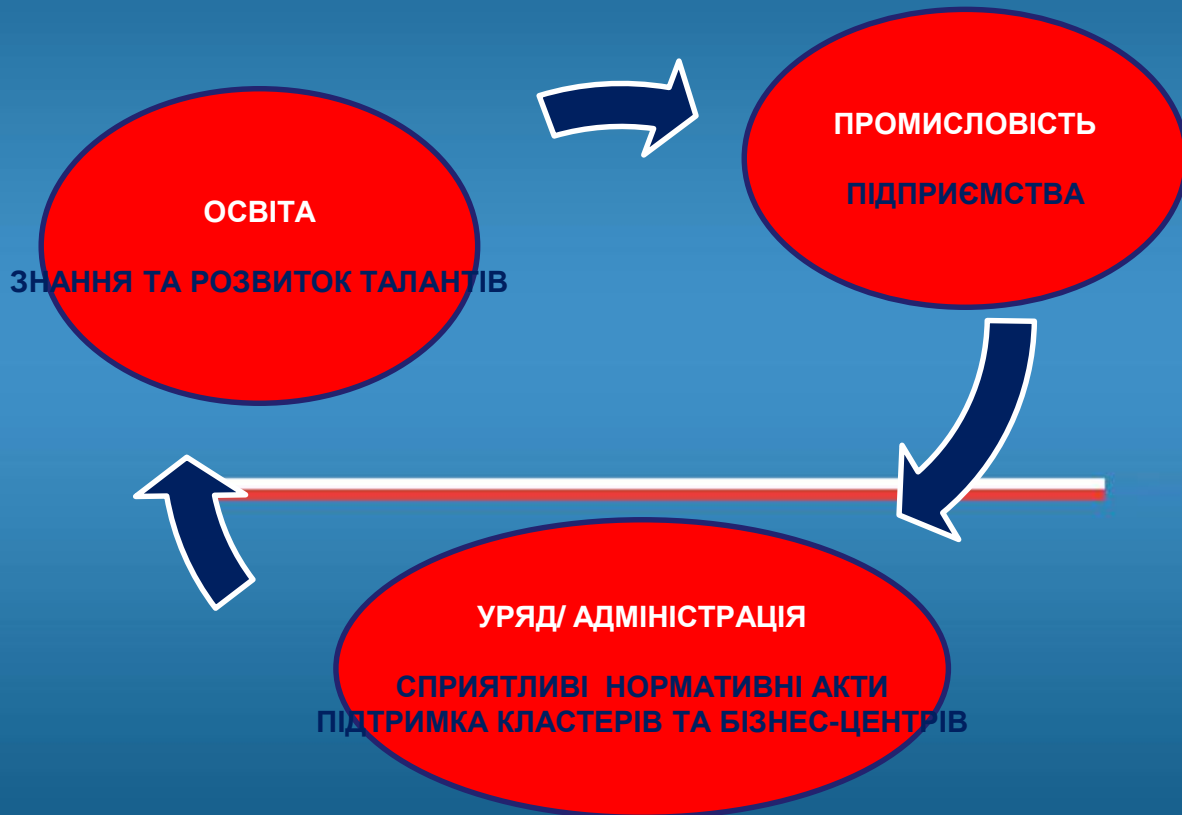 ОСВІТА
ЗНАННЯ ТА РОЗВИТОК ТАЛАНТІВ
ПРОМИСЛОВІСТЬ
ПІДПРИЄМСТВА
УРЯД/ АДМІНІСТРАЦІЯ
СПРИЯТЛИВІ НОРМАТИВНІ АКТИ
ПІДТРИМКА КЛАСТЕРІВ ТА БІЗНЕС-ЦЕНТРІВ